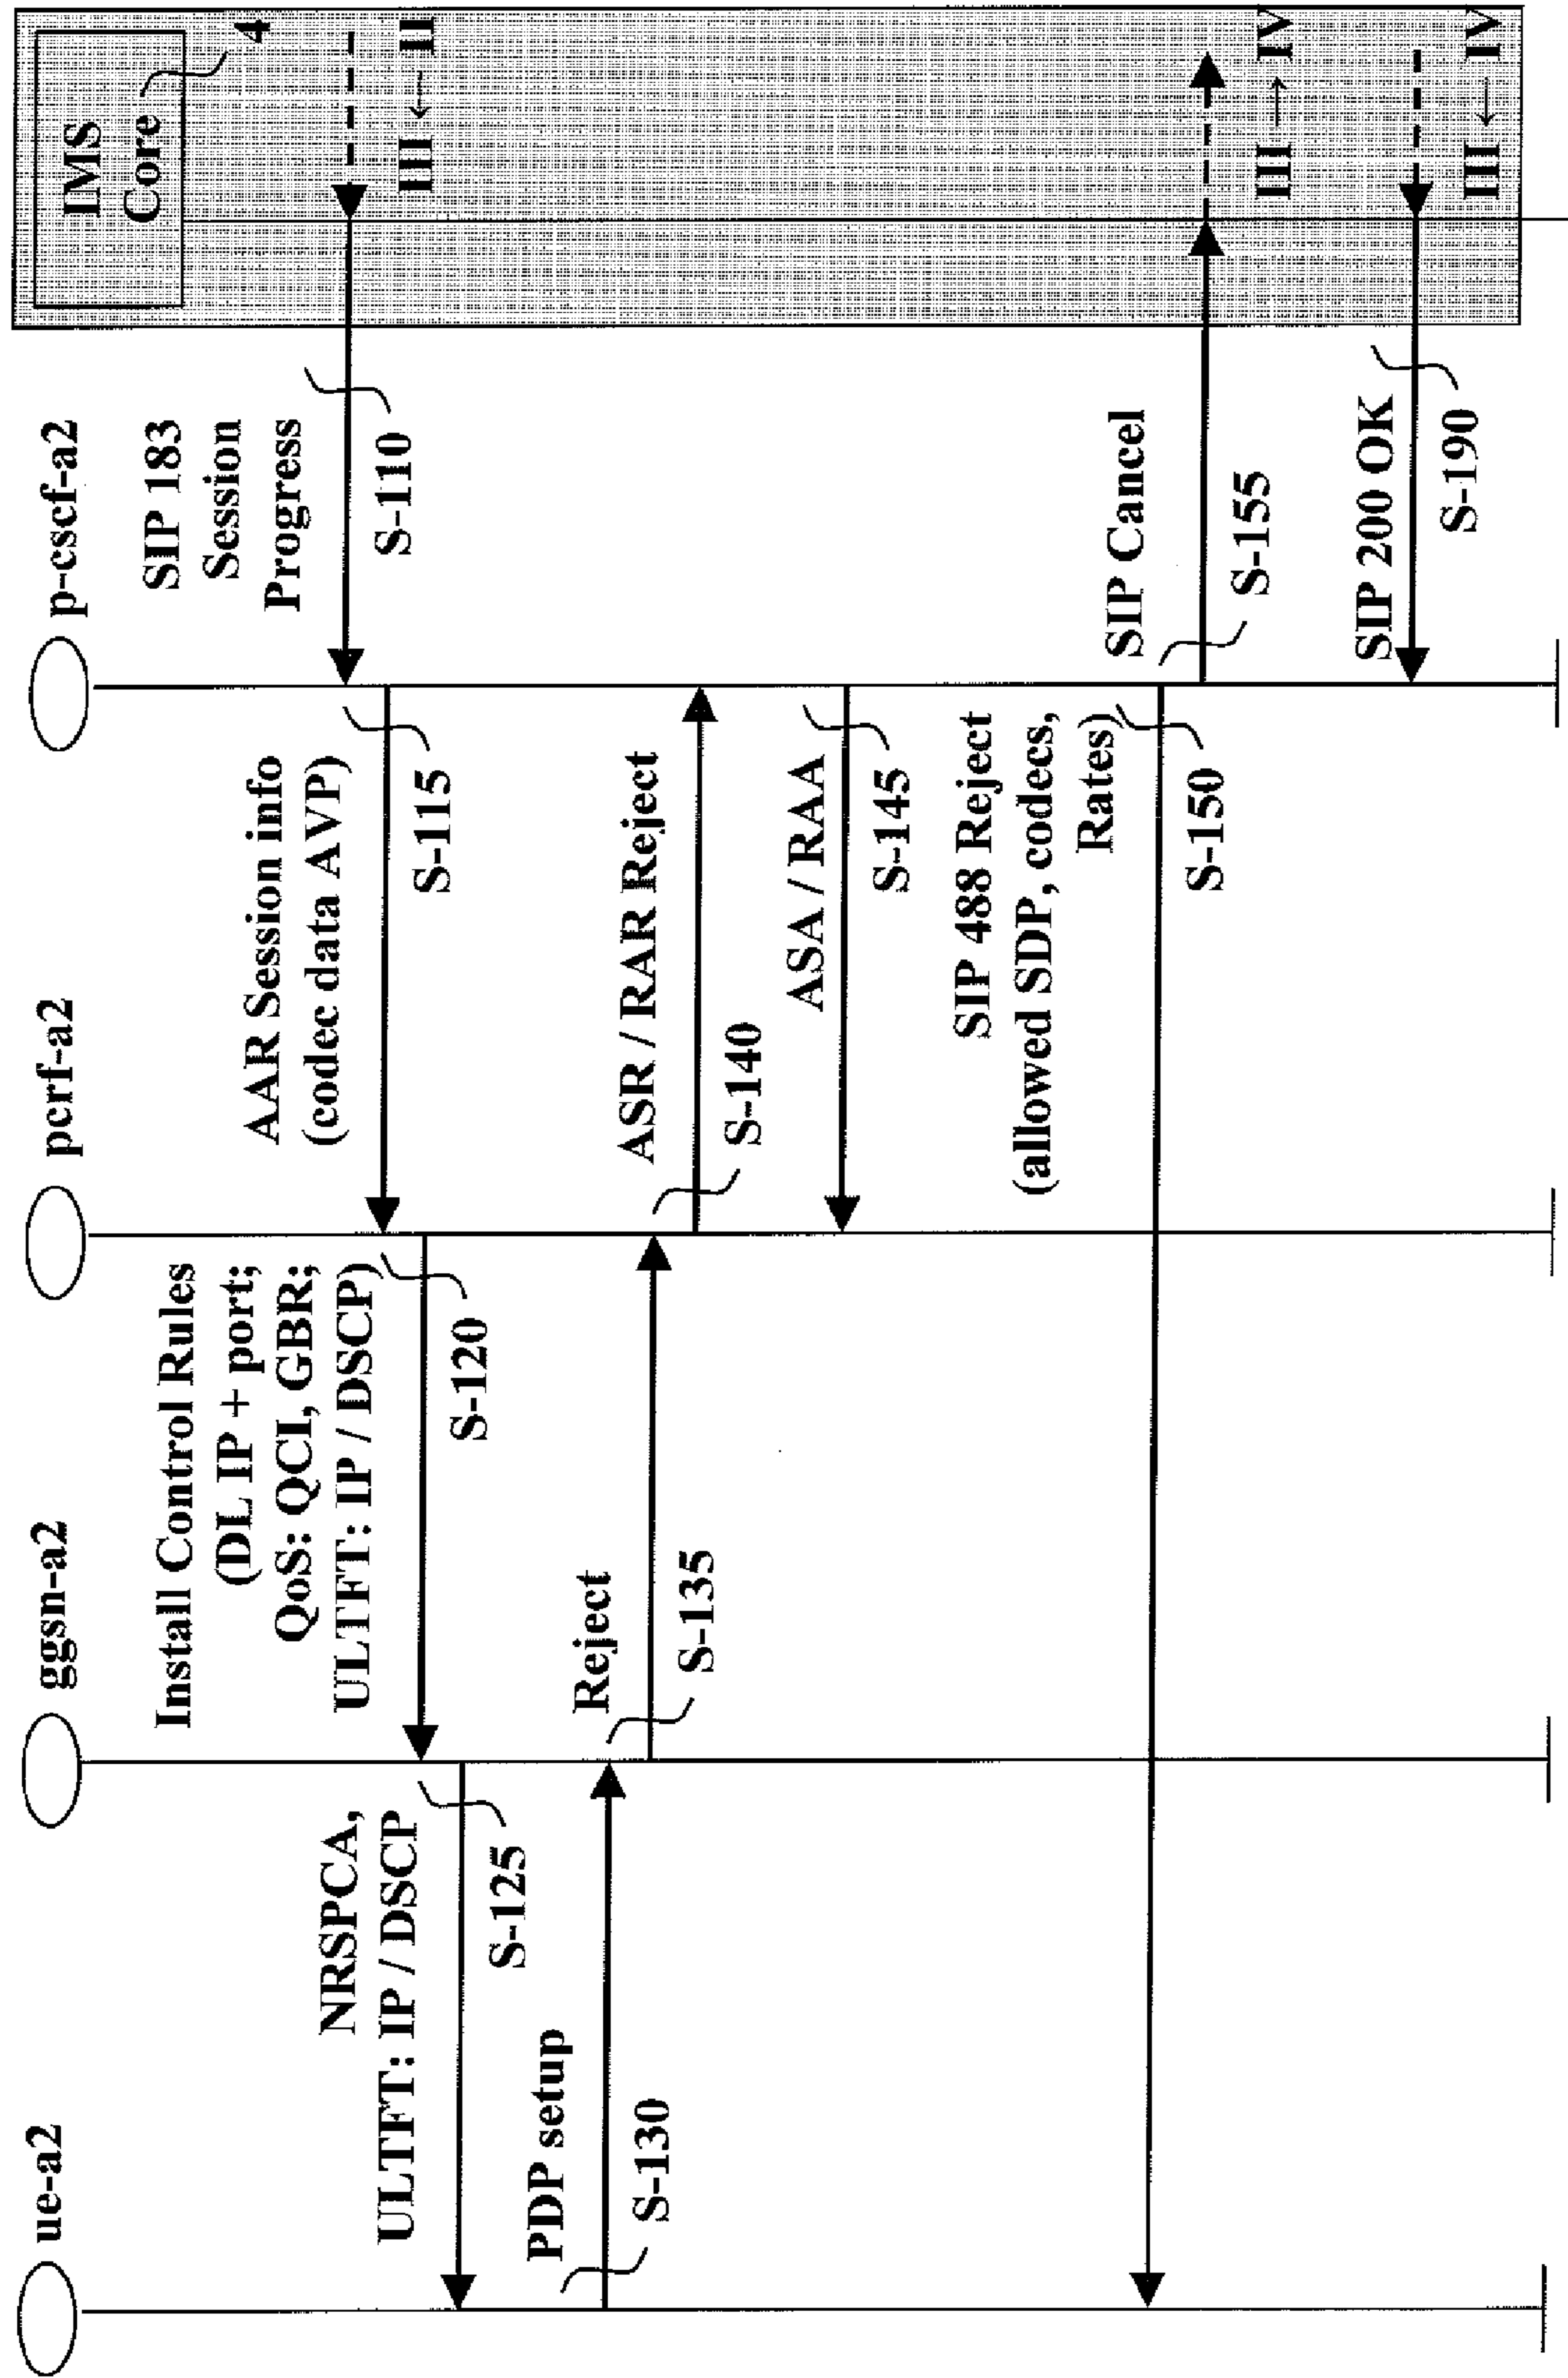 ue-a2
ggsn-a2
pcrf-a2
p-cscf-a2
IMS
Core
4
SIP 183
Session
Progress
S-110
III ← II
AAR Session info
(codec data AVP)
S-115
Install Control Rules
(DL IP + port;
QoS: QCI, GBR;
ULTFT: IP / DSCP)
S-120
NRSPCA,
ULTFT: IP / DSCP
S-125
PDP setup
S-130
Reject
S-135
ASR / RAR Reject
S-140
ASA / RAA
S-145
SIP 488 Reject
(allowed SDP, codecs,
Rates)
S-150
SIP Cancel
S-155
III → IV
SIP 200 OK
S-190
III ← IV